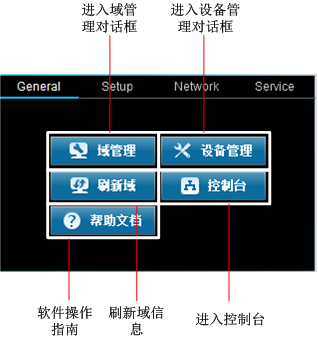 进入域管
理对话框
进入设备管
理对话框
General
Setup
Network
Service
域管理
设备管理
刷新域
控制台
帮助文档
软件操作
指南
刷新域信
息
进入控制台